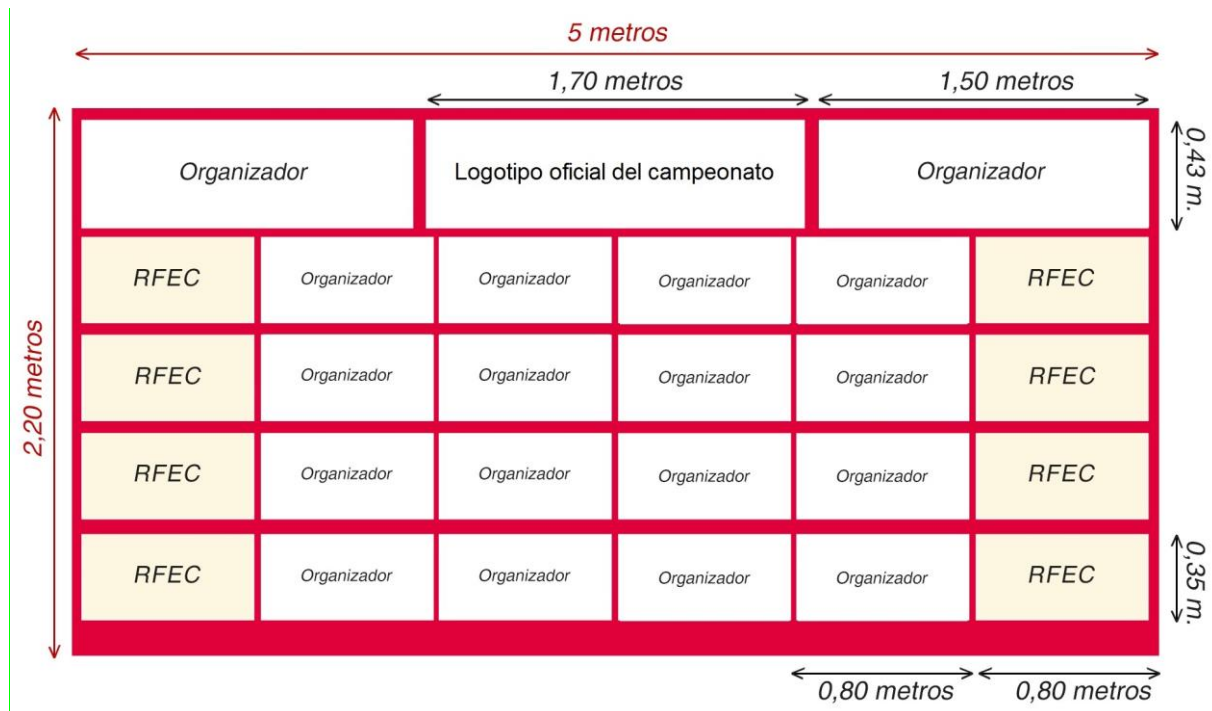 5 metros
1,70 metros
1,50 metros
Organizador
Logotipo oficial del campeonato
Organizador
0,43 m.
2,20 metros
RFEC
Organizador
Organizador
Organizador
Organizador
RFEC
RFEC
Organizador
Organizador
Organizador
Organizador
RFEC
RFEC
Organizador
Organizador
Organizador
Organizador
RFEC
RFEC
Organizador
Organizador
Organizador
Organizador
RFEC
0,35 m.
0,80 metros
0,80 metros